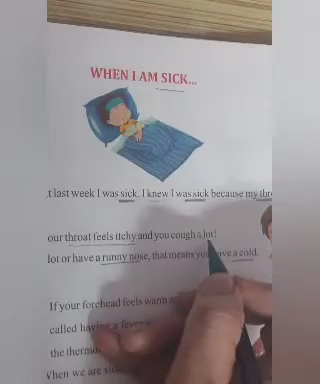 WHEN I AM SICK...
t last week I was sick. I knew I was sick because my thr
our throat feels itchy and you cough a lot!
lot or have a runny nose, that means you have a cold.
If your forehead feels warm
called having a fever
the thermo
When we are sick